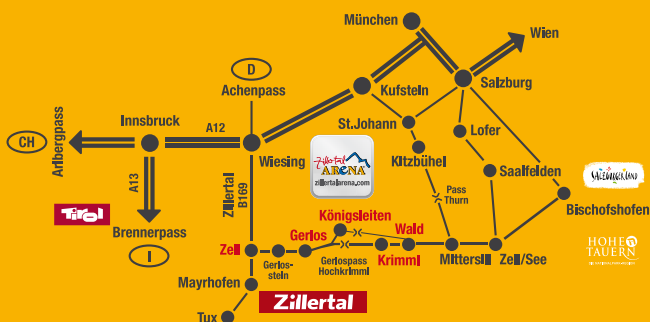 München
Wien
D
Achenpass
Kufstein
Salzburg
St.Johann
Innsbruck
A12
CH
Arlbergpass
Lofer
Wiesing
Zillertal
ARENA
zillertalarena.com
Kitzbühel
Saalfelden
SALZBURGERLAND
A13
Zillertal
B169
Pass
Thurn
Tirol
Bischofshofen
Königsleiten
Brennerpass
Gerlos
Wald
I
Zell
HOHE
TAUERN
Gerlos-
stein
Gerlospass
Hochkrimml
Krimml
Mittersill
Zell/See
Mayrhofen
Zillertal
Tux